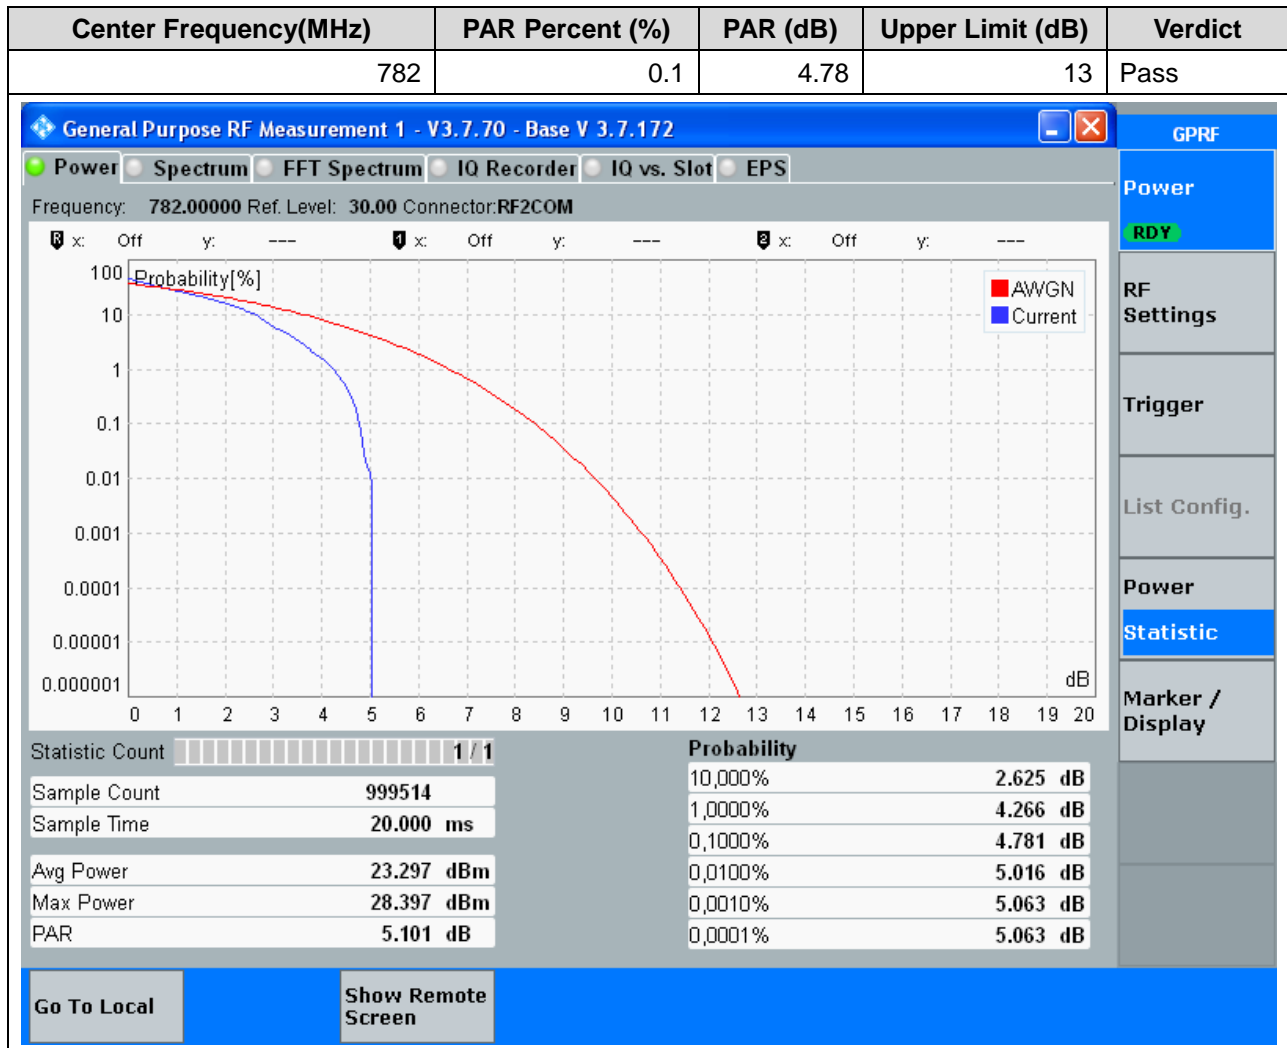 Center Frequency(MHz) PAR Percent (%) PAR (dB) Upper Limit (dB) Verdict
782 0.1 4.78 13 Pass
General Purpose RF Measurement 1 - V3.7.70 - Base V 3.7.172
GPRF
Power Spectrum FFT Spectrum IQ Recorder IQ vs. Slot EPS
Power
RDY
Frequency: 782.00000 Ref. Level: 30.00 Connector:RF2COM
R x: Off y: --- 1 x: Off y: --- 2 x: Off y: ---
Probability[%]
100
10
1
0.1
0.01
0.001
0.0001
0.00001
0.000001
AWGN
Current
dB
0 1 2 3 4 5 6 7 8 9 10 11 12 13 14 15 16 17 18 19 20
RF
Settings
Trigger
List Config.
Power
Statistic
Marker /
Display
Statistic Count 1 / 1
Sample Count 999514
Sample Time 20.000 ms
Avg Power 23.297 dBm
Max Power 28.397 dBm
PAR 5.101 dB
Probability
10,000% 2.625 dB
1,0000% 4.266 dB
0,1000% 4.781 dB
0,0100% 5.016 dB
0,0010% 5.063 dB
0,0001% 5.063 dB
Go To Local
Show Remote
Screen